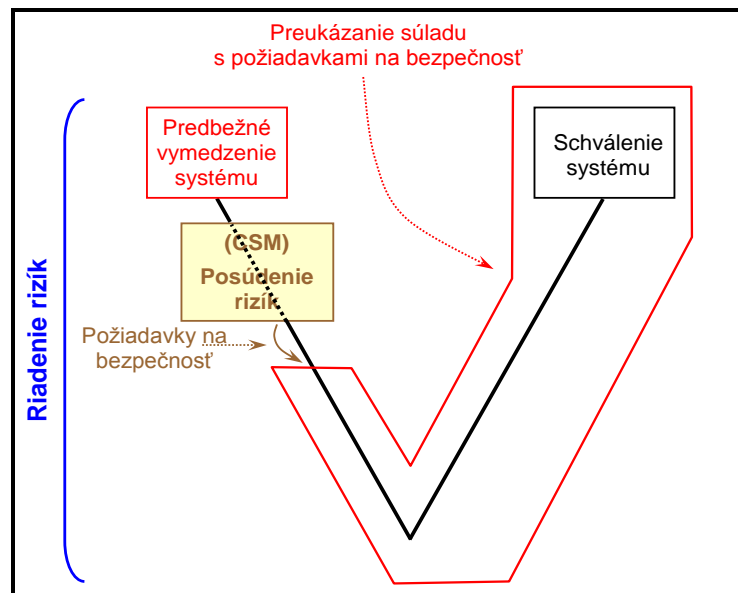 Preukázanie súladu
s požiadavkami na bezpečnosť
Predbežné
vymedzenie
systému
Schválenie
systému
(CSM)
Posúdenie
rizík
Požiadavky na
bezpečnosť
Riadenie rizík